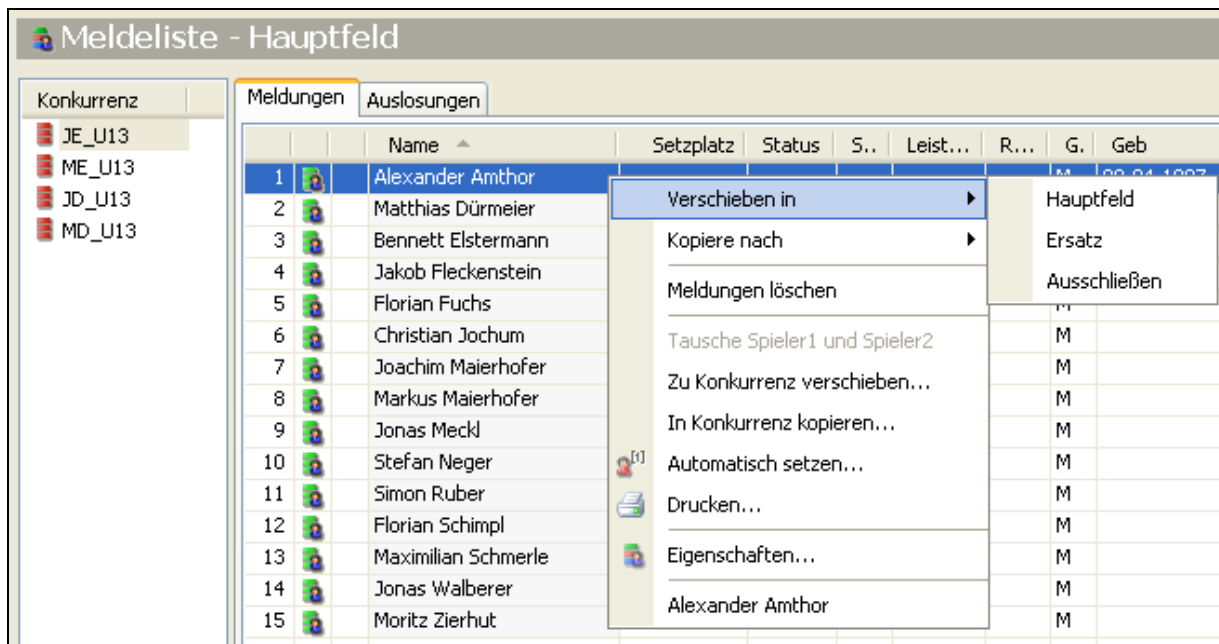 Meldeliste - Hauptfeld
Konkurrenz
JE_U13
ME_U13
JD_U13
MD_U13
Meldungen Auslosungen
Name Setzplatz Status S.. Leist... R... G. Geb
1 Alexander Amthor M
2 Matthias Dürmeier
3 Bennett Elstermann
4 Jakob Fleckenstein
5 Florian Fuchs M
6 Christian Jochum M
7 Joachim Maierhofer M
8 Markus Maierhofer M
9 Jonas Meckl M
10 Stefan Neger M
11 Simon Ruber M
12 Florian Schimpl M
13 Maximilian Schmerle M
14 Jonas Walberer M
15 Moritz Zierhut M
Verschieben in
Kopiere nach
Meldungen löschen
Tausche Spieler1 und Spieler2
Zu Konkurrenz verschieben...
In Konkurrenz kopieren...
[1] Automatisch setzen...
Drucken...
Eigenschaften...
Alexander Amthor
Hauptfeld
Ersatz
Ausschließen